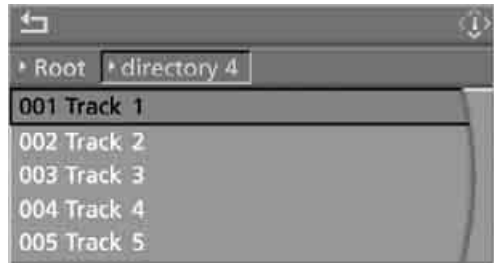 Root directory 4
001 Track 1
002 Track 2
003 Track 3
004 Track 4
005 Track 5